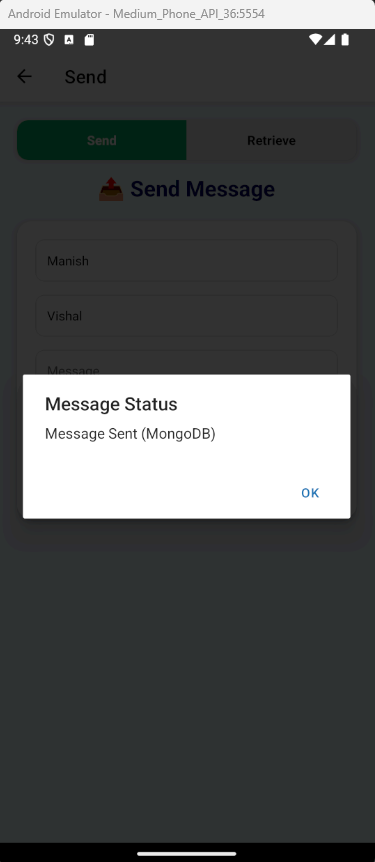 Android Emulator - Medium_Phone_API_36:5554
9:43
Send
Send Retrieve
Send Message
Manish
Vishal
Message
Message Status
Message Sent (MongoDB)
OK